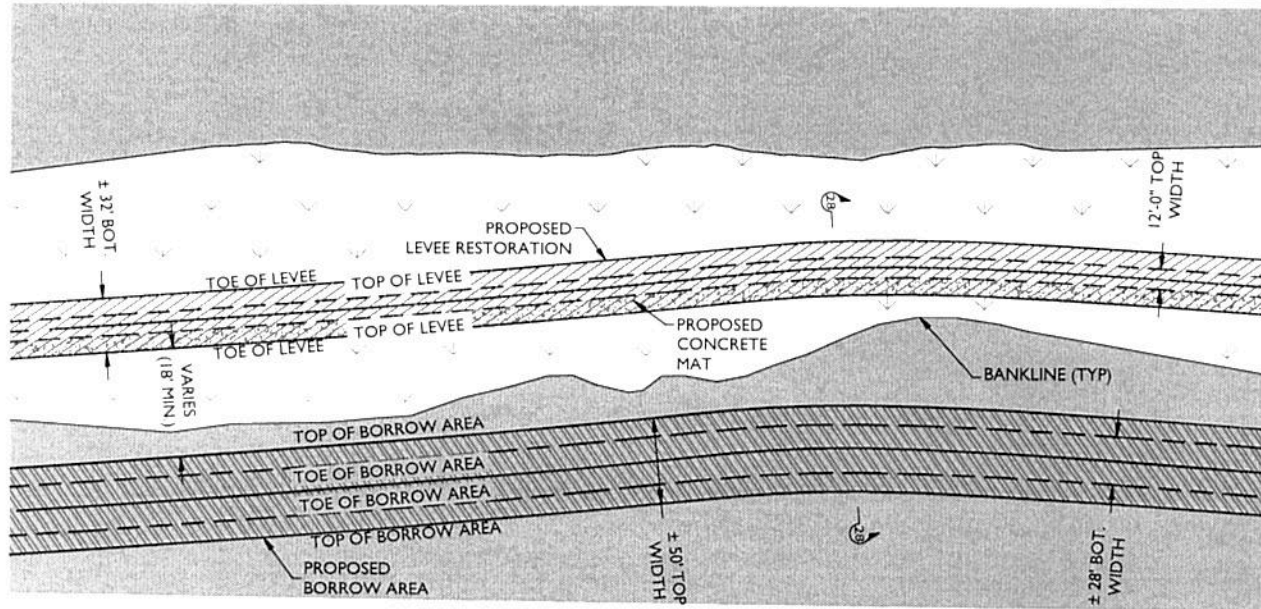 ± 32' BOT.
WIDTH
PROPOSED
LEVEE RESTORATION
28
12'-0" TOP
WIDTH
TOE OF LEVEE
TOP OF LEVEE
TOP OF LEVEE
TOE OF LEVEE
PROPOSED
CONCRETE
MAT
VARIES
(18' MIN)
BANKLINE (TYP)
TOP OF BORROW AREA
TOE OF BORROW AREA
TOE OF BORROW AREA
TOP OF BORROW AREA
PROPOSED
BORROW AREA
± 50' TOP
WIDTH
28
± 28' BOT.
WIDTH